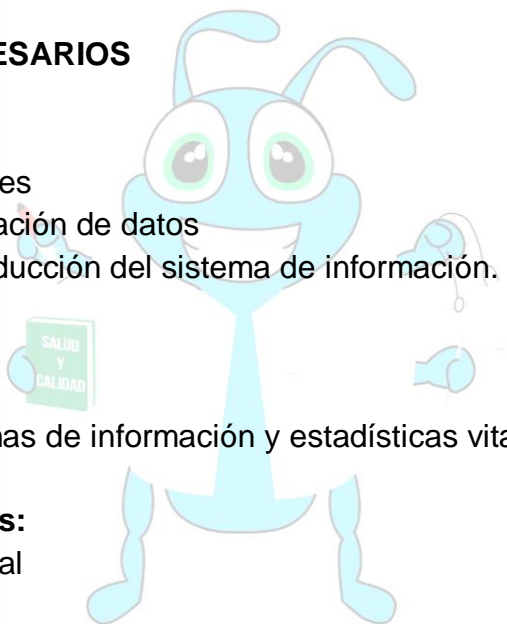 ESARIOS
es
ación de datos
ducción del sistema de información.
SALUD
Y
CALIDAD
nas de información y estadísticas vita
s:
al